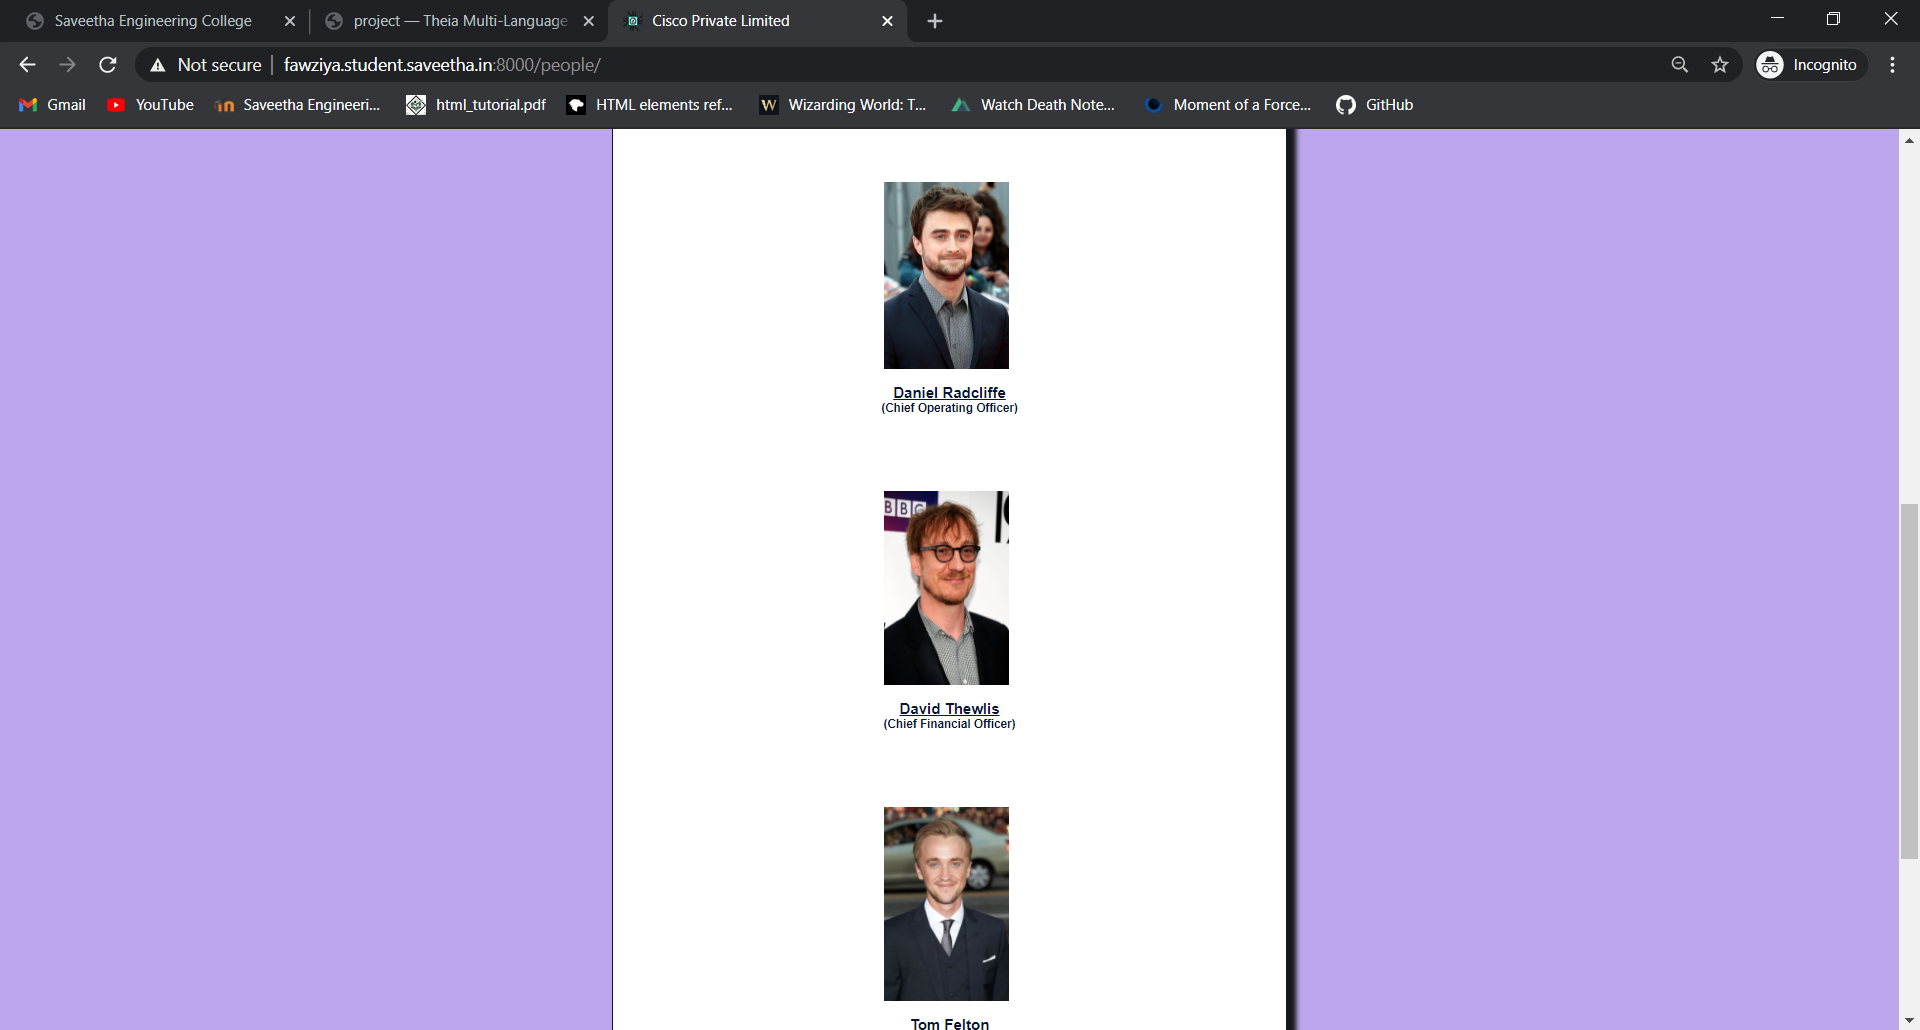 Saveetha Engineering College
project — Theia Multi-Language
Cisco Private Limited
Not secure
fawziya.student.saveetha.in:8000/people/
Incognito
Gmail
YouTube
Saveetha Engineeri...
html_tutorial.pdf
HTML elements ref...
W
Wizarding World: T...
Watch Death Note...
Moment of a Force...
GitHub
Daniel Radcliffe
(Chief Operating Officer)
BBC
David Thewlis
(Chief Financial Officer)
Tom Felton